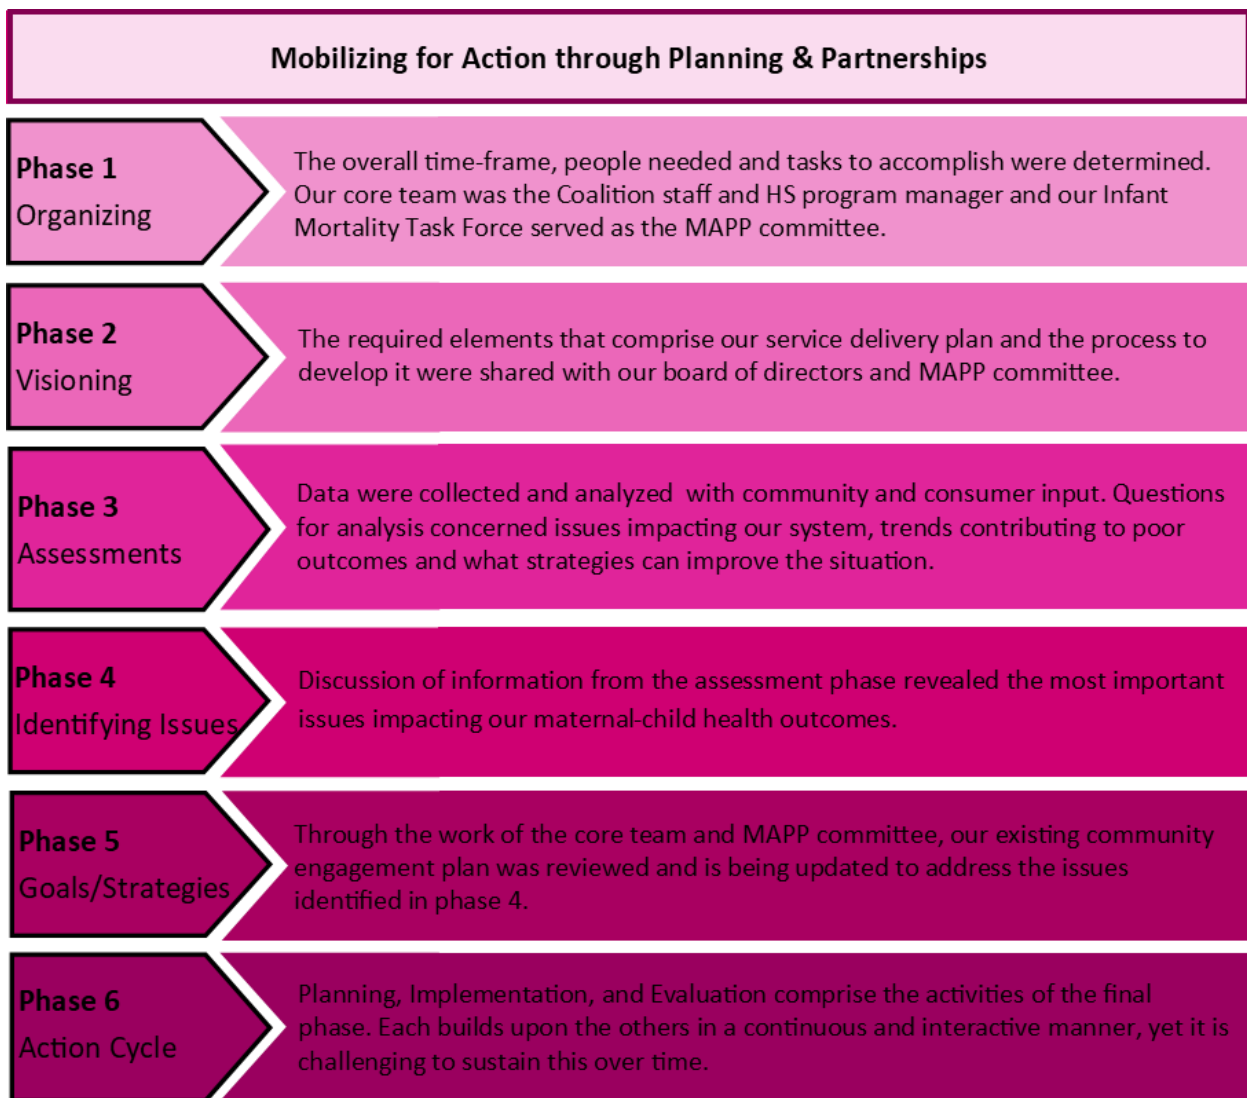 Mobilizing for Action through Planning & Partnerships
Phase 1
Organizing
The overall time-frame, people needed and tasks to accomplish were determined.
Our core team was the Coalition staff and HS program manager and our Infant
Mortality Task Force served as the MAPP committee.
Phase 2
Visioning
The required elements that comprise our service delivery plan and the process to
develop it were shared with our board of directors and MAPP committee.
Phase 3
Assessments
Data were collected and analyzed  with community and consumer input. Questions
for analysis concerned issues impacting our system, trends contributing to poor
outcomes and what strategies can improve the situation.
Phase 4
Identifying Issues
Discussion of information from the assessment phase revealed the most important
issues impacting our maternal-child health outcomes.
Phase 5
Goals/Strategies
Through the work of the core team and MAPP committee, our existing community
engagement plan was reviewed and is being updated to address the issues
identified in phase 4.
Phase 6
Action Cycle
Planning, Implementation, and Evaluation comprise the activities of the final
phase. Each builds upon the others in a continuous and interactive manner, yet it is
challenging to sustain this over time.